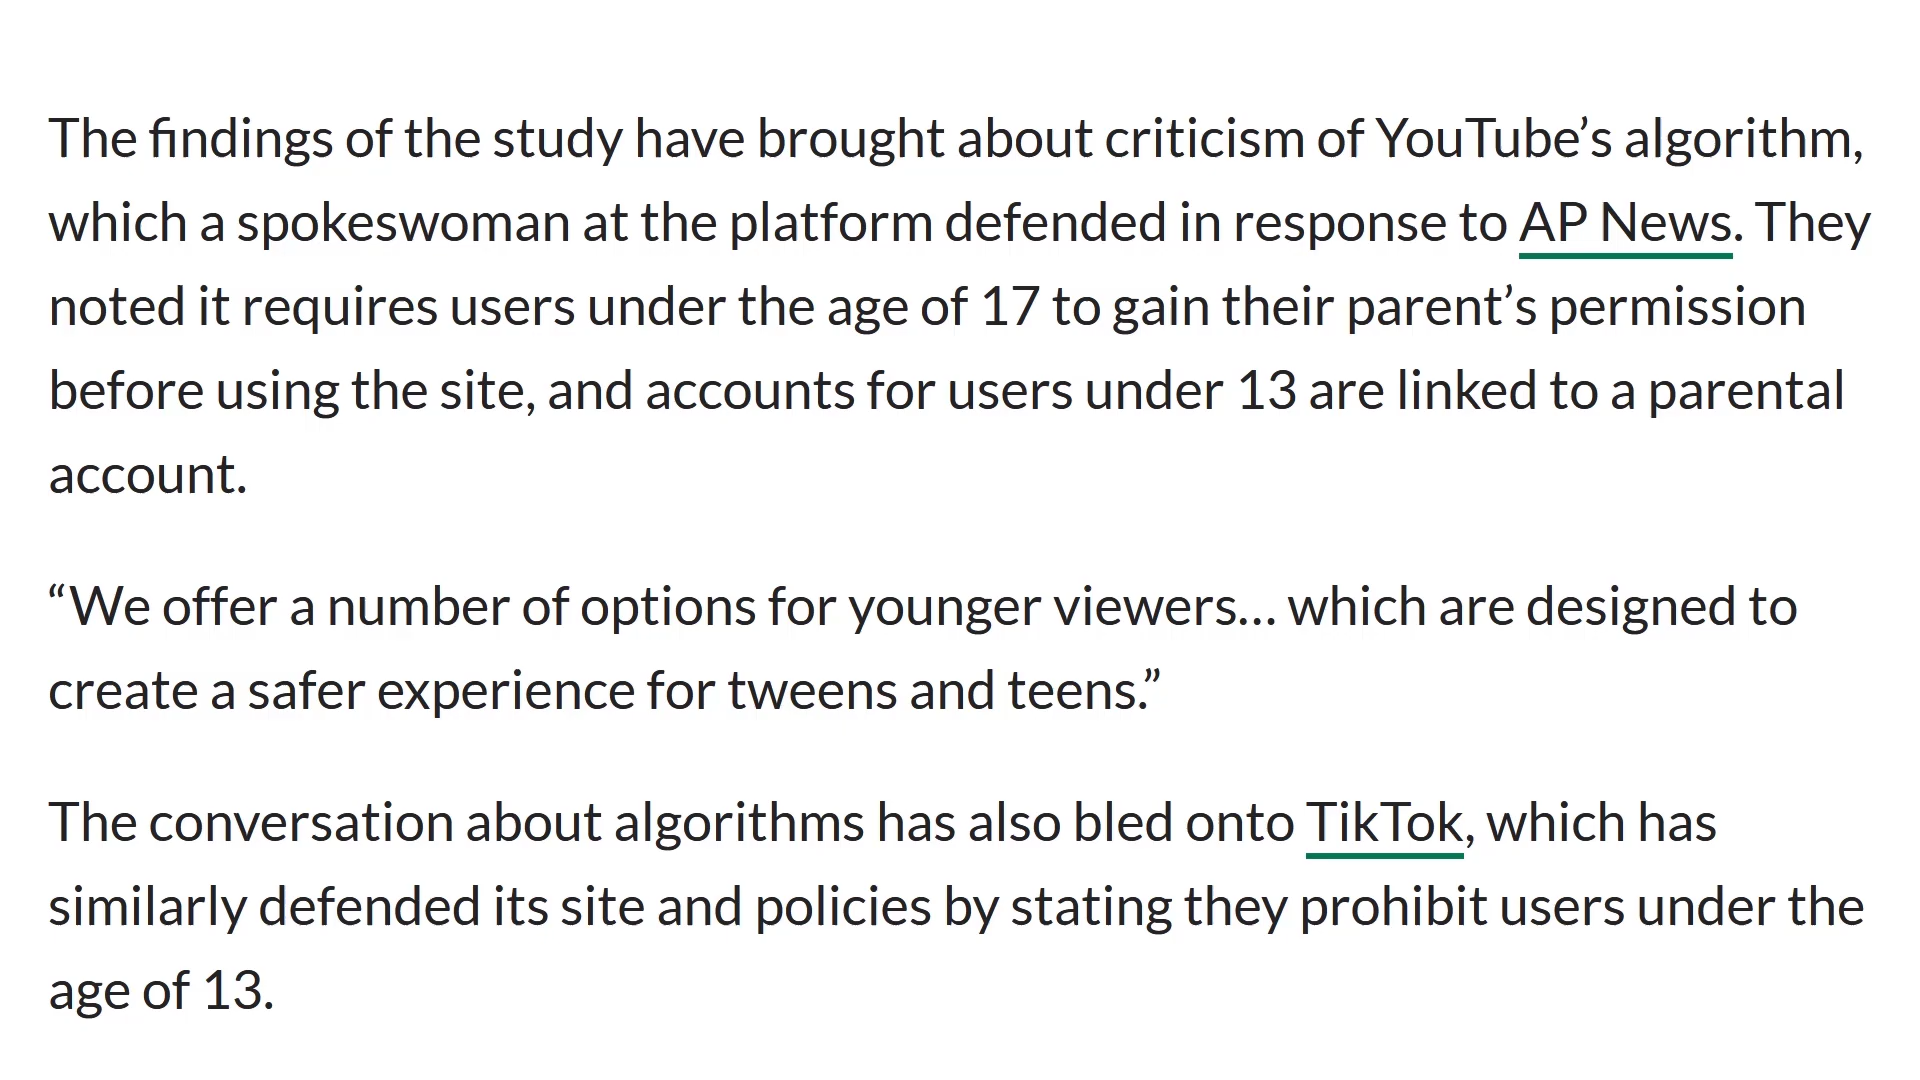 The findings of the study have brought about criticism of YouTube’s algorithm,
which a spokeswoman at the platform defended in response to AP News. They
noted it requires users under the age of 17 to gain their parent’s permission
before using the site, and accounts for users under 13 are linked to a parental
account.
“We offer a number of options for younger viewers… which are designed to
create a safer experience for tweens and teens.”
The conversation about algorithms has also bled onto TikTok, which has
similarly defended its site and policies by stating they prohibit users under the
age of 13.